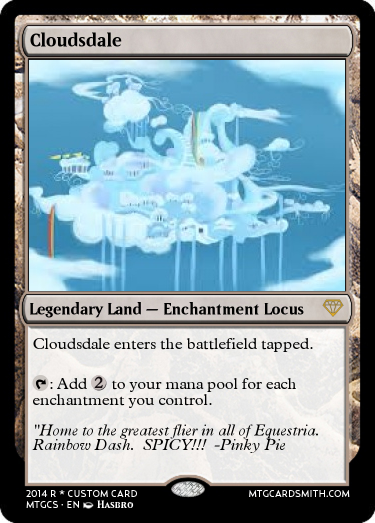 Cloudsdale
Legendary Land — Enchantment Locus
Cloudsdale enters the battlefield tapped.
: Add 2 to your mana pool for each
enchantment you control.
"Home to the greatest flier in all of Equestria.
Rainbow Dash.  SPICY!!!  -Pinky Pie
2014 R * CUSTOM CARD
MTGCS · EN Hasbro
MTGCARDSMITH.COM